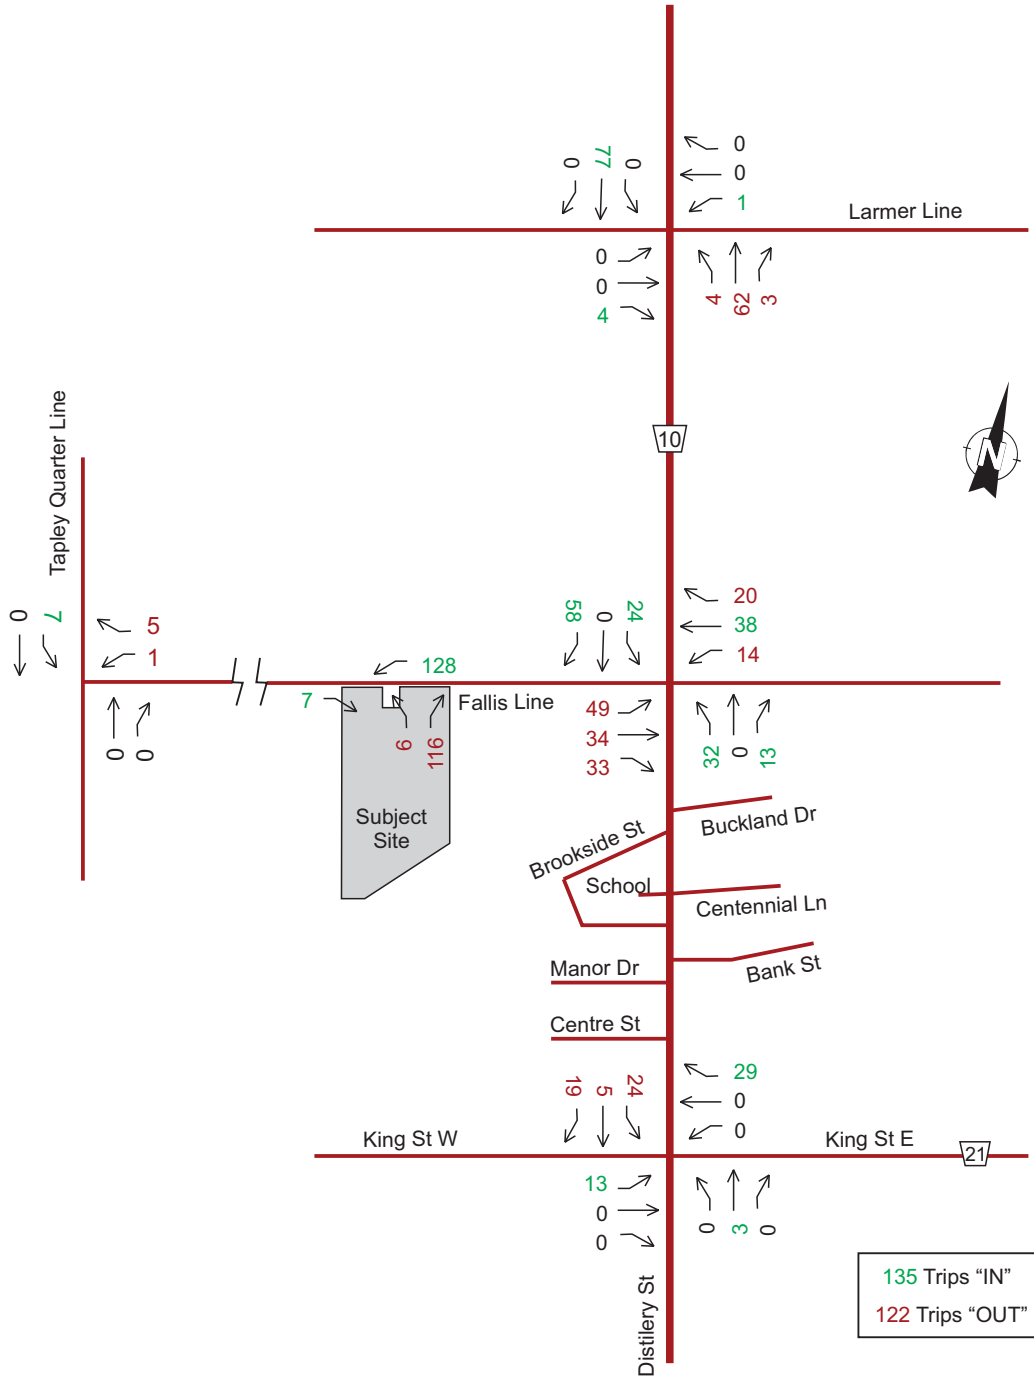 0 77 0
0
0
1
Larmer Line
0
0
4
4 62 3
10
N
Tapley Quarter Line
0 7
5
1
0 0
128
7
Fallis Line
6 116
Subject
Site
58 0 24
20
38
14
49
34
33
32 0 13
Buckland Dr
Brookside St
School
Centennial Ln
Bank St
Manor Dr
Centre St
19 5 24
29
0
0
King St W
King St E
21
13
0
0
0 3 0
Distilery St
135 Trips “IN”
122 Trips “OUT”